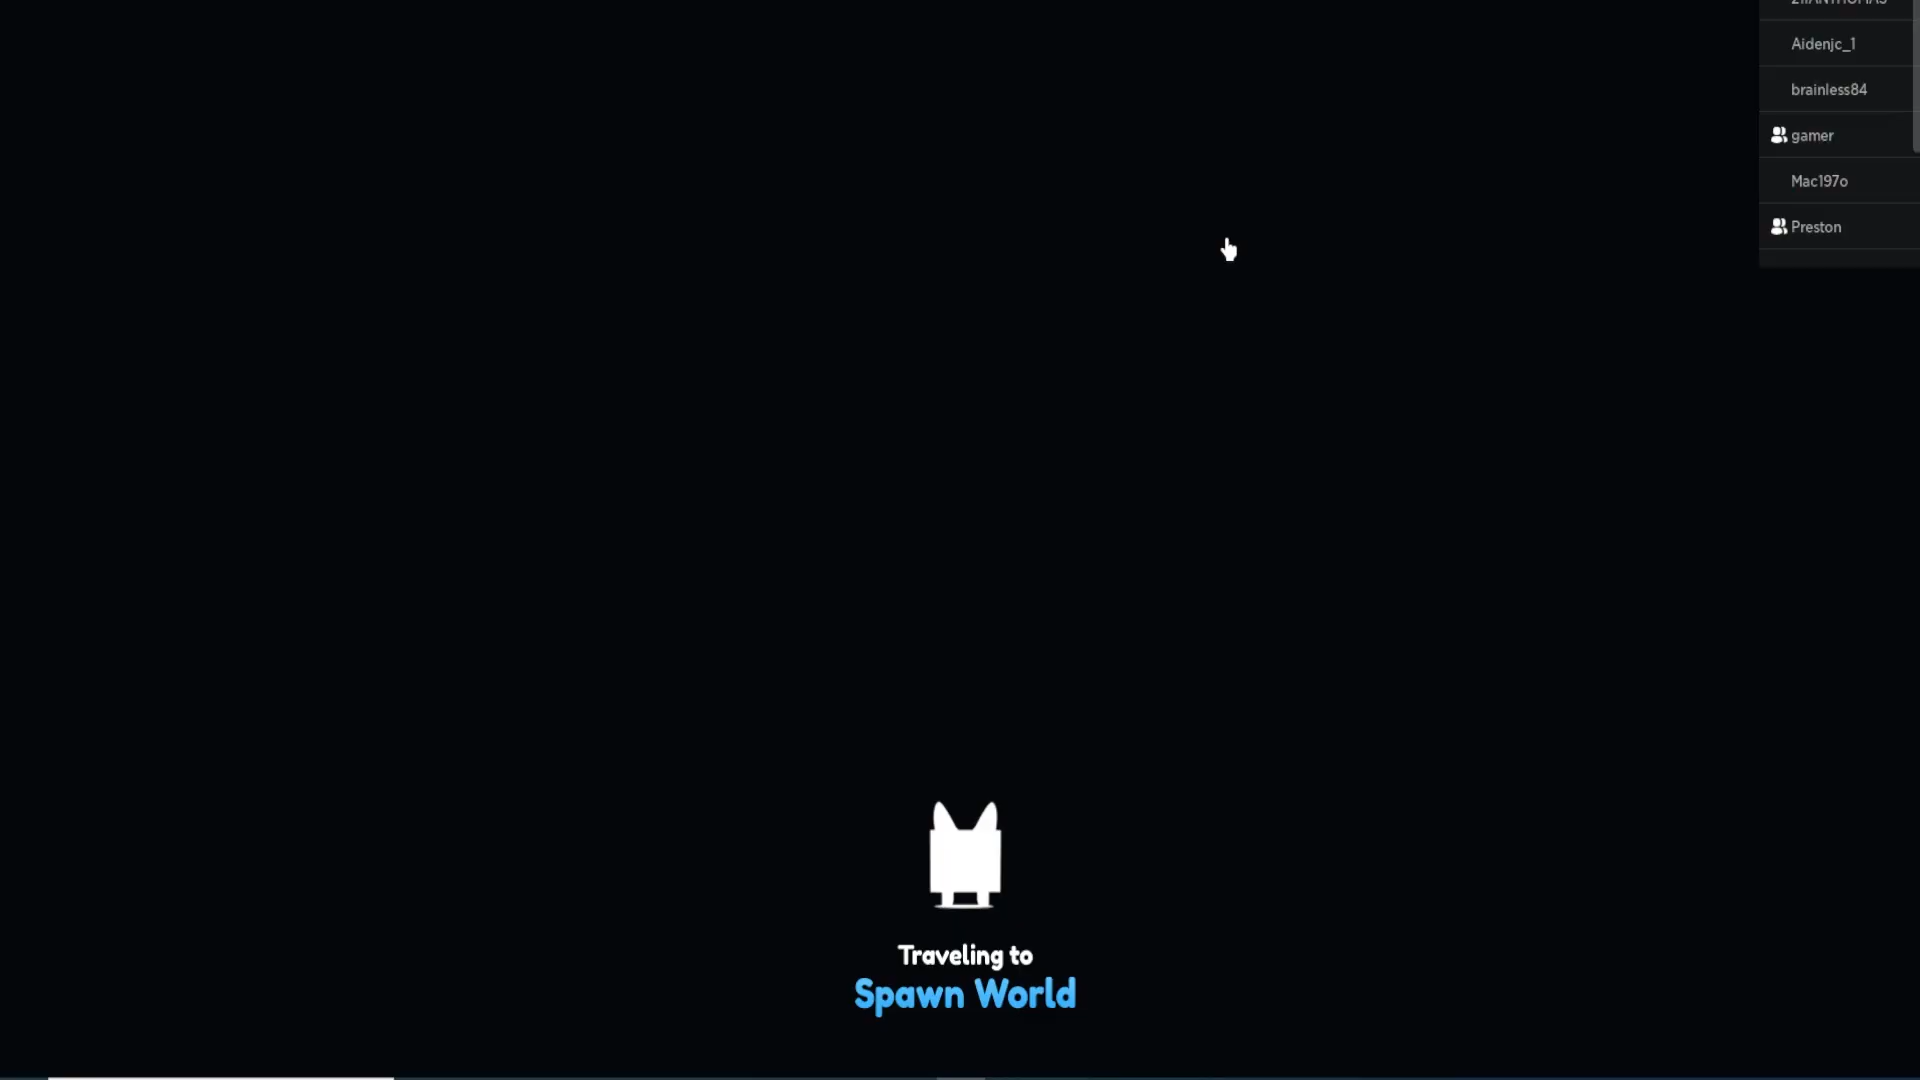 Aidenjc_1
brainless84
gamer
Mac197o
Preston
Traveling to
Spawn World